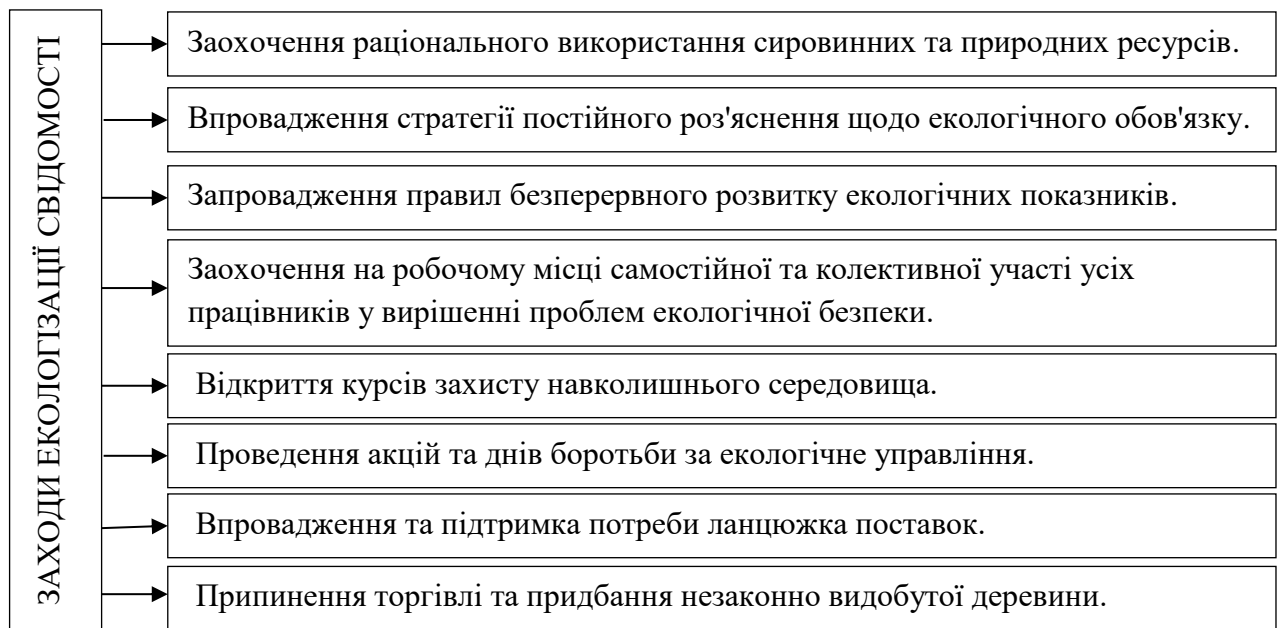 ЗАХОДИ ЕКОЛОГІЗАЦІЇ СВІДОМОСТІ
Заохочення раціонального використання сировинних та природних ресурсів.
Впровадження стратегії постійного роз'яснення щодо екологічного обов'язку.
Запровадження правил безперервного розвитку екологічних показників.
Заохочення на робочому місці самостійної та колективної участі усіх
працівників у вирішенні проблем екологічної безпеки.
Відкриття курсів захисту навколишнього середовища.
Проведення акцій та днів боротьби за екологічне управління.
Впровадження та підтримка потреби ланцюжка поставок.
Припинення торгівлі та придбання незаконно видобутої деревини.